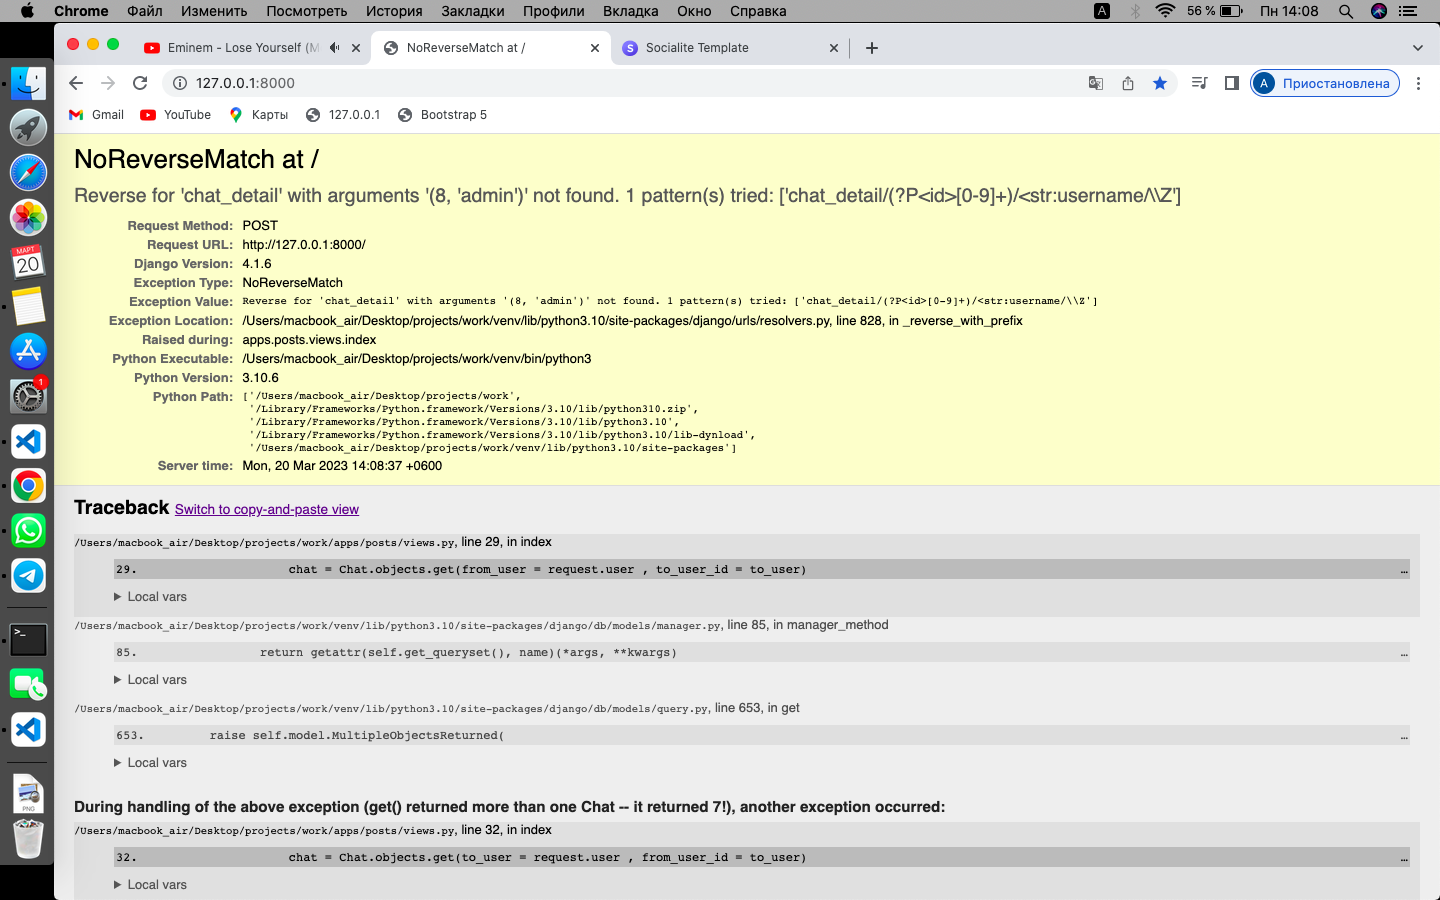 Chrome Файл Изменить Посмотреть История Закладки Профили Вкладка Окно Справка A 56 % Пн 14:08
Eminem - Lose Yourself (M
NoReverseMatch at /
S Socialite Template
127.0.0.1:8000
A Приостановлена
Gmail YouTube Карты 127.0.0.1 Bootstrap 5
МАРТ
20
1
>_
PNG
NoReverseMatch at /
Reverse for 'chat_detail' with arguments '(8, 'admin')' not found. 1 pattern(s) tried: ['chat_detail/(?P<id>[0-9]+)/<str:username/\\Z']
Request Method: POST
Request URL: http://127.0.0.1:8000/
Django Version: 4.1.6
Exception Type: NoReverseMatch
Exception Value: Reverse for 'chat_detail' with arguments '(8, 'admin')' not found. 1 pattern(s) tried: ['chat_detail/(?P<id>[0-9]+)/<str:username/\\Z']
Exception Location: /Users/macbook_air/Desktop/projects/work/venv/lib/python3.10/site-packages/django/urls/resolvers.py, line 828, in _reverse_with_prefix
Raised during: apps.posts.views.index
Python Executable: /Users/macbook_air/Desktop/projects/work/venv/bin/python3
Python Version: 3.10.6
Python Path: ['/Users/macbook_air/Desktop/projects/work',
'/Library/Frameworks/Python.framework/Versions/3.10/lib/python310.zip',
'/Library/Frameworks/Python.framework/Versions/3.10/lib/python3.10',
'/Library/Frameworks/Python.framework/Versions/3.10/lib/python3.10/lib-dynload',
'/Users/macbook_air/Desktop/projects/work/venv/lib/python3.10/site-packages']
Server time: Mon, 20 Mar 2023 14:08:37 +0600
Traceback Switch to copy-and-paste view
/Users/macbook_air/Desktop/projects/work/apps/posts/views.py, line 29, in index
29. chat = Chat.objects.get(from_user = request.user , to_user_id = to_user) …
Local vars
/Users/macbook_air/Desktop/projects/work/venv/lib/python3.10/site-packages/django/db/models/manager.py, line 85, in manager_method
85. return getattr(self.get_queryset(), name)(*args, **kwargs) …
Local vars
/Users/macbook_air/Desktop/projects/work/venv/lib/python3.10/site-packages/django/db/models/query.py, line 653, in get
653. raise self.model.MultipleObjectsReturned( …
Local vars
During handling of the above exception (get() returned more than one Chat -- it returned 7!), another exception occurred:
/Users/macbook_air/Desktop/projects/work/apps/posts/views.py, line 32, in index
32. chat = Chat.objects.get(to_user = request.user , from_user_id = to_user) …
Local vars